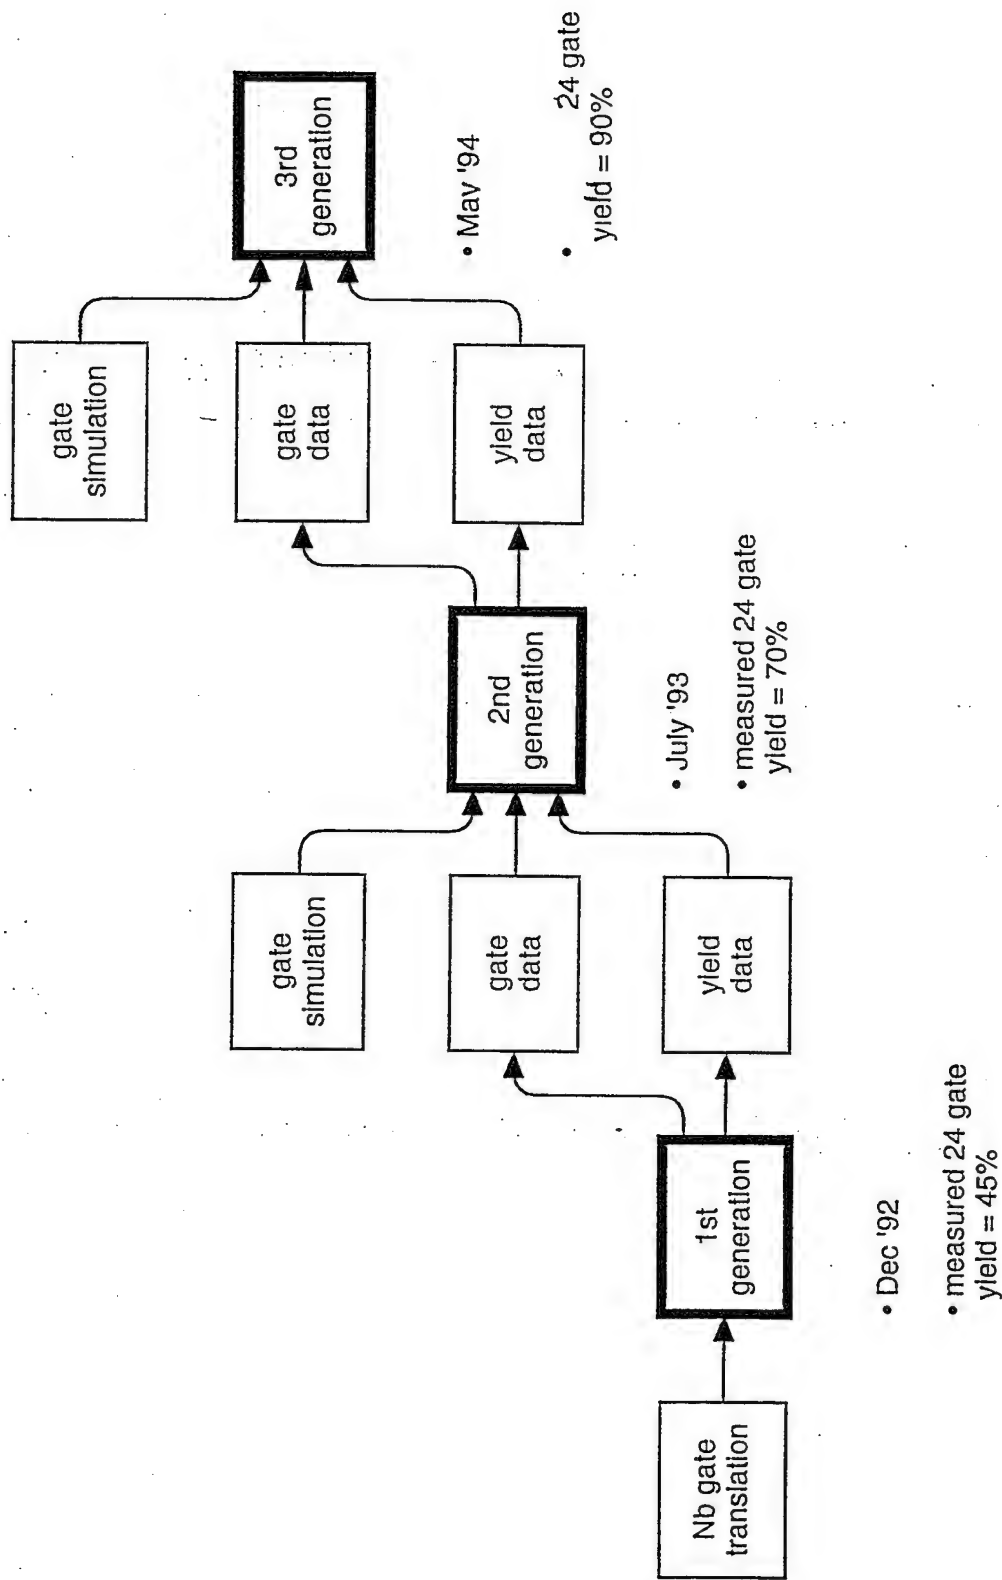 Nb gate
translation
1st
generation
• Dec '92
• measured 24 gate
yield = 45%
gate
simulation
gate
data
yield
data
2nd
generation
• July '93
• measured 24 gate
yield = 70%
gate
simulation
gate
data
yield
data
3rd
generation
• May '94
• 24 gate
yield = 90%